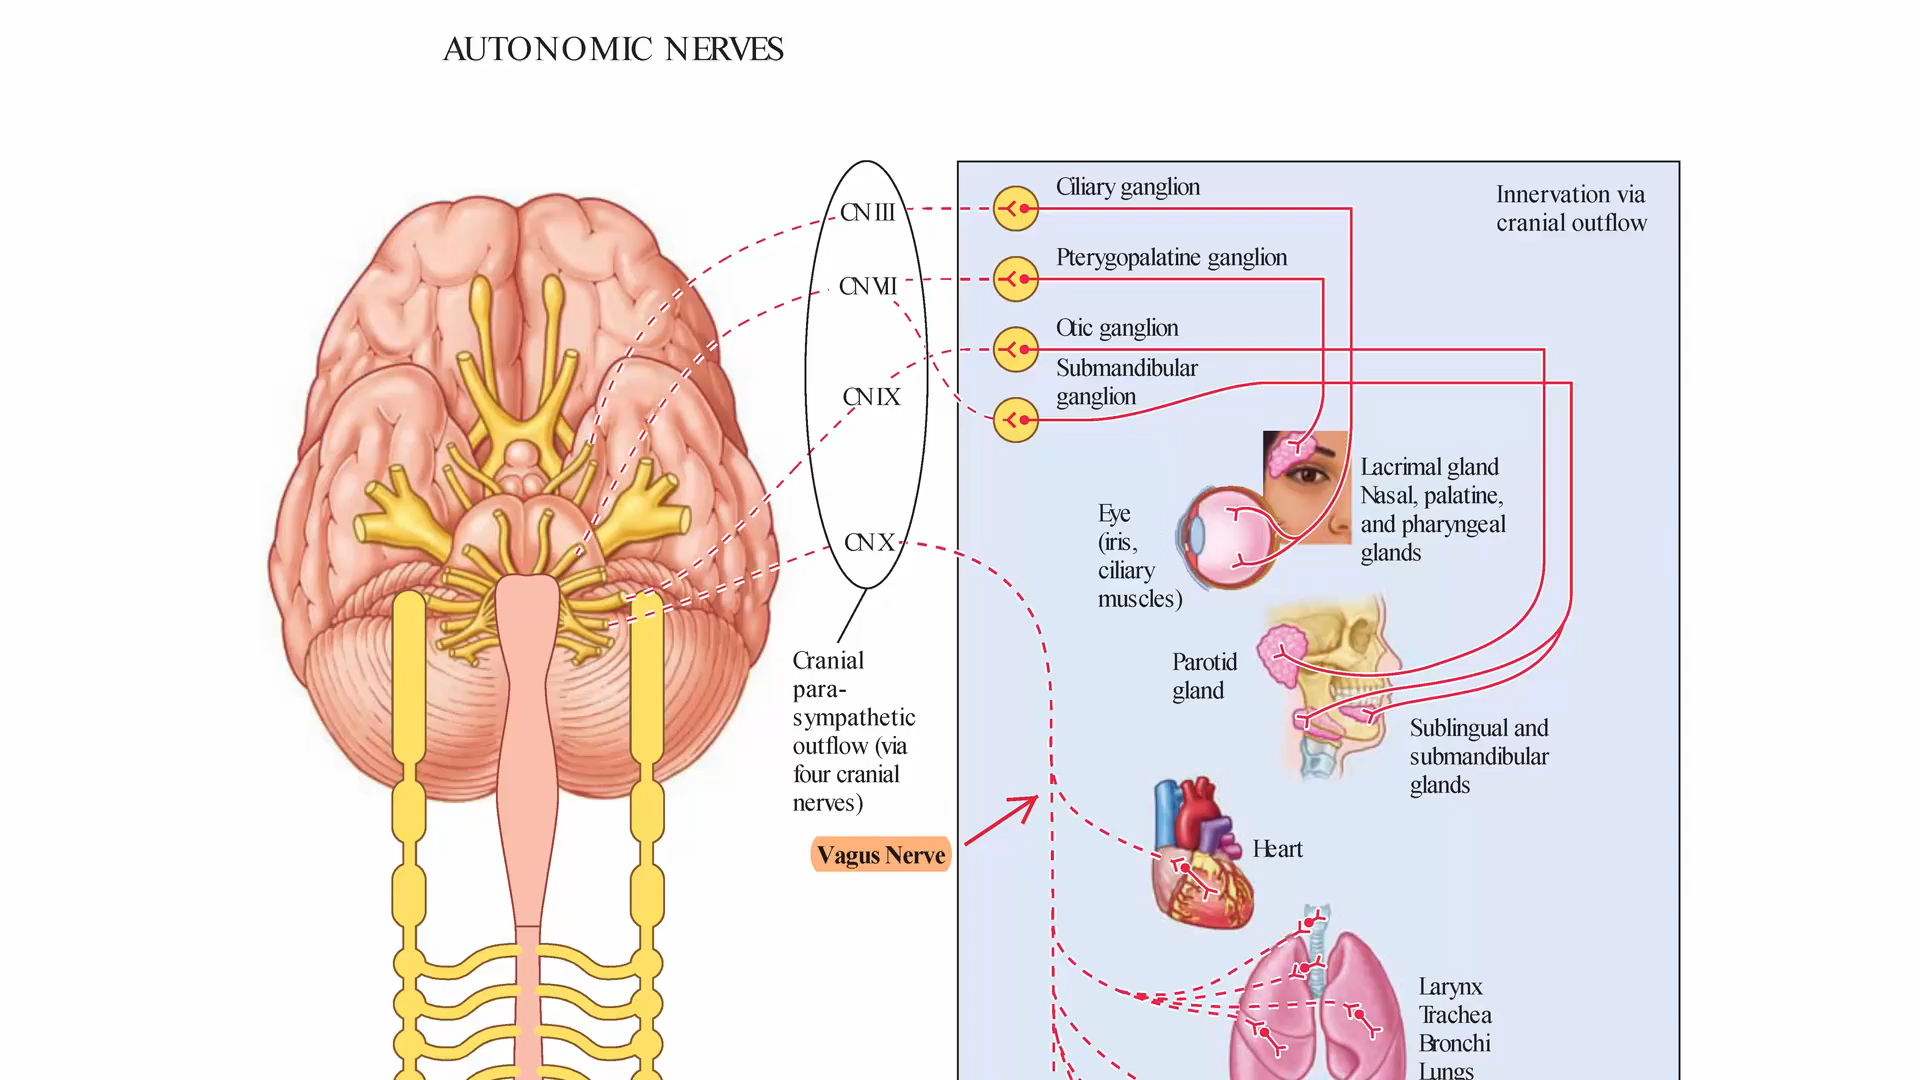 AUTONOMIC NERVES
CN III
CN VII
CN IX
CN X
Cranial
para-
sympathetic
outflow (via
four cranial
nerves)
Vagus Nerve
Ciliary ganglion
Pterygopalatine ganglion
Otic ganglion
Submandibular
ganglion
Innervation via
cranial outflow
Eye
(iris,
ciliary
muscles)
Lacrimal gland
Nasal, palatine,
and pharyngeal
glands
Parotid
gland
Sublingual and
submandibular
glands
Heart
Larynx
Trachea
Bronchi
Lungs